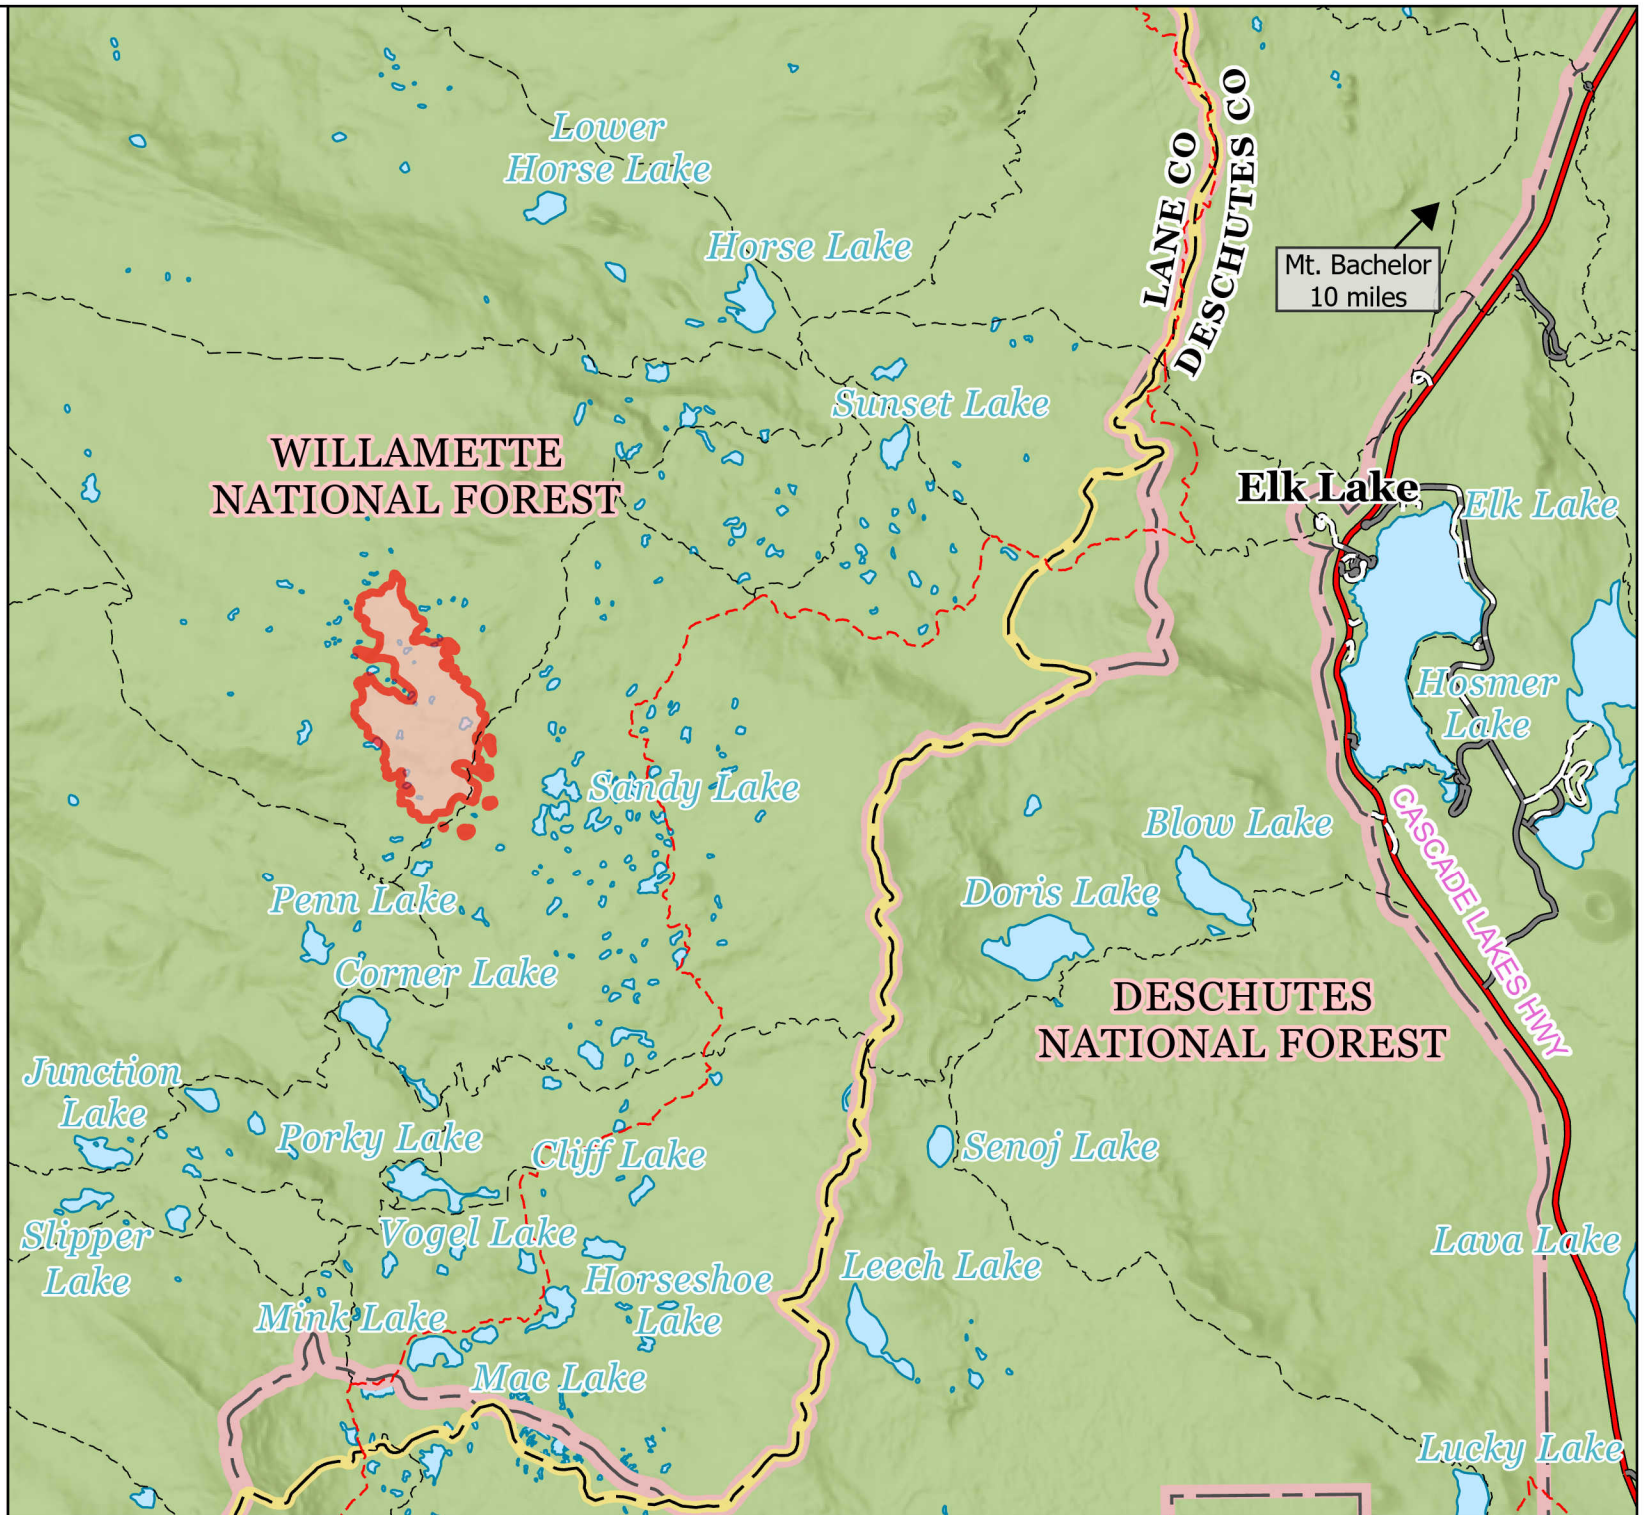 LANE CO
DESCHUTES CO
Lower
Horse Lake
Horse Lake
Mt. Bachelor
10 miles
Sunset Lake
WILLAMETTE
NATIONAL FOREST
Elk Lake
Elk Lake
Hosmer
Lake
Sandy Lake
Blow Lake
CASCADE LAKES HWY
Doris Lake
Penn Lake
Corner Lake
DESCHUTES
NATIONAL FOREST
Junction
Lake
Porky Lake
Cliff Lake
Senoj Lake
Slipper
Lake
Vogel Lake
Lava Lake
Horseshoe
Lake
Leech Lake
Mink Lake
Mac Lake
Lucky Lake